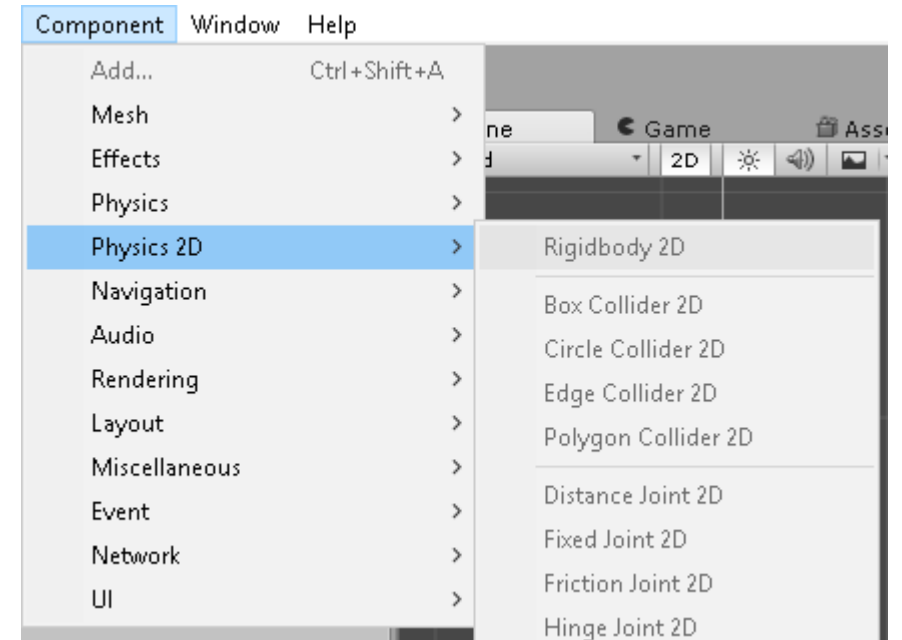 Component Window Help
Add... Ctrl+Shift+A
Mesh
Effects
Physics
Physics 2D
Navigation
Audio
Rendering
Layout
Miscellaneous
Event
Network
UI
Game
2D
Rigidbody 2D
Box Collider 2D
Circle Collider 2D
Edge Collider 2D
Polygon Collider 2D
Distance Joint 2D
Fixed Joint 2D
Friction Joint 2D
Hinge Joint 2D